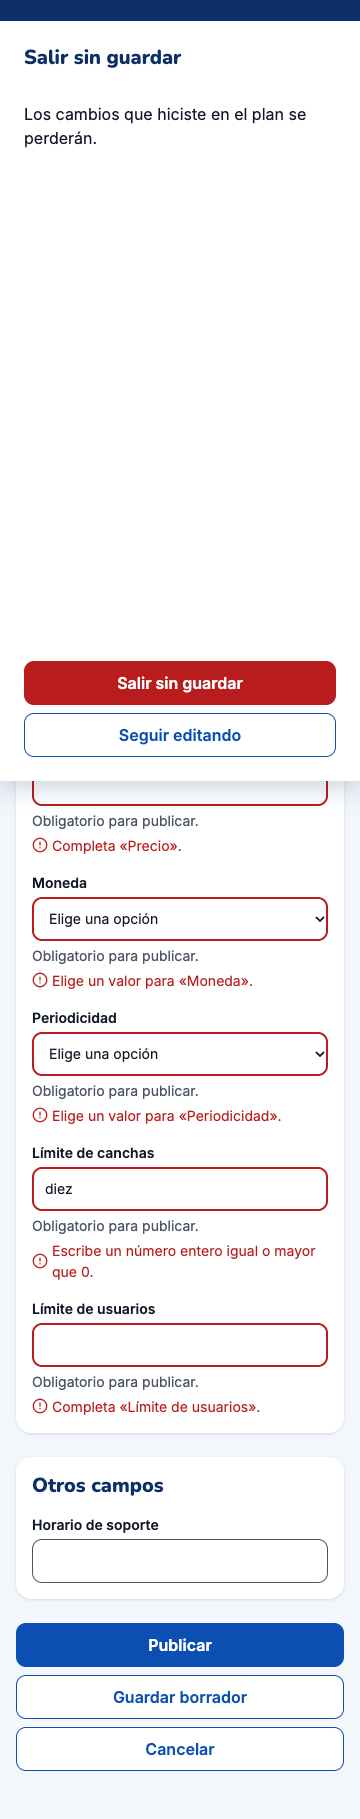 Salir sin guardar
Los cambios que hiciste en el plan se
perderán.
Salir sin guardar
Seguir editando
Obligatorio para publicar.
Completa «Precio».
Moneda
Elige una opción
Obligatorio para publicar.
Elige un valor para «Moneda».
Periodicidad
Elige una opción
Obligatorio para publicar.
Elige un valor para «Periodicidad».
Límite de canchas
diez
Obligatorio para publicar.
Escribe un número entero igual o mayor
que 0.
Límite de usuarios
Obligatorio para publicar.
Completa «Límite de usuarios».
Otros campos
Horario de soporte
Publicar
Guardar borrador
Cancelar